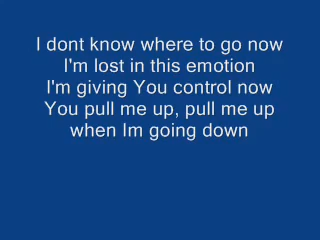 I dont know where to go now
I'm lost in this emotion
I'm giving You control now
You pull me up, pull me up
when Im going down